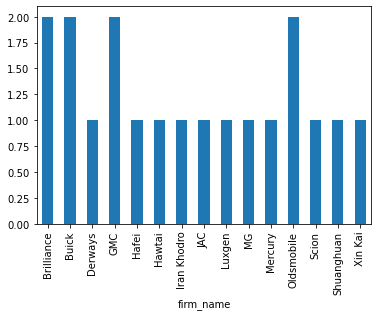 2.00
1.75
1.50
1.25
1.00
0.75
0.50
0.25
0.00
Brilliance
Buick
Derways
GMC
Hafei
Hawtai
Iran Khodro
JAC
Luxgen
MG
Mercury
Oldsmobile
Scion
Shuanghuan
Xin Kai
firm_name